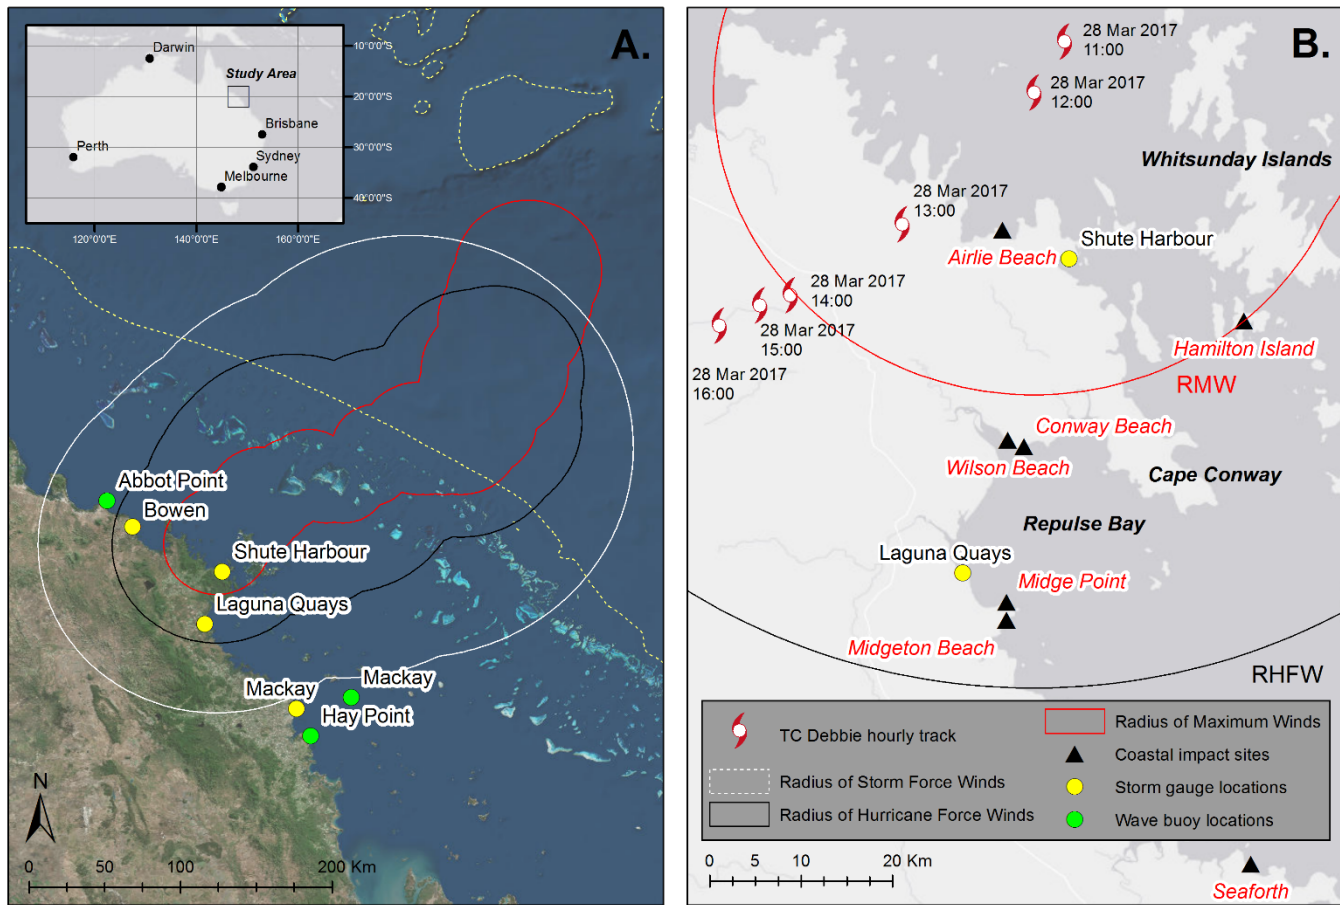 A.
Darwin
Study Area
Brisbane
Perth
Sydney
Melbourne
10°0'0"S
20°0'0"S
30°0'0"S
40°0'0"S
120°0'0"E
140°0'0"E
160°0'0"E
Abbot Point
Bowen
Shute Harbour
Laguna Quays
Mackay
Mackay
Hay Point
N
0 50 100 200 Km
B.
28 Mar 2017
11:00
28 Mar 2017
12:00
Whitsunday Islands
28 Mar 2017
13:00
Shute Harbour
Airlie Beach
28 Mar 2017
14:00
28 Mar 2017
15:00
Hamilton Island
28 Mar 2017
16:00
RMW
Conway Beach
Wilson Beach
Cape Conway
Repulse Bay
Laguna Quays
Midge Point
Midgeton Beach
RHFW
TC Debbie hourly track
Radius of Storm Force Winds
Radius of Hurricane Force Winds
Radius of Maximum Winds
Coastal impact sites
Storm gauge locations
Wave buoy locations
0 5 10 20 Km
Seaforth